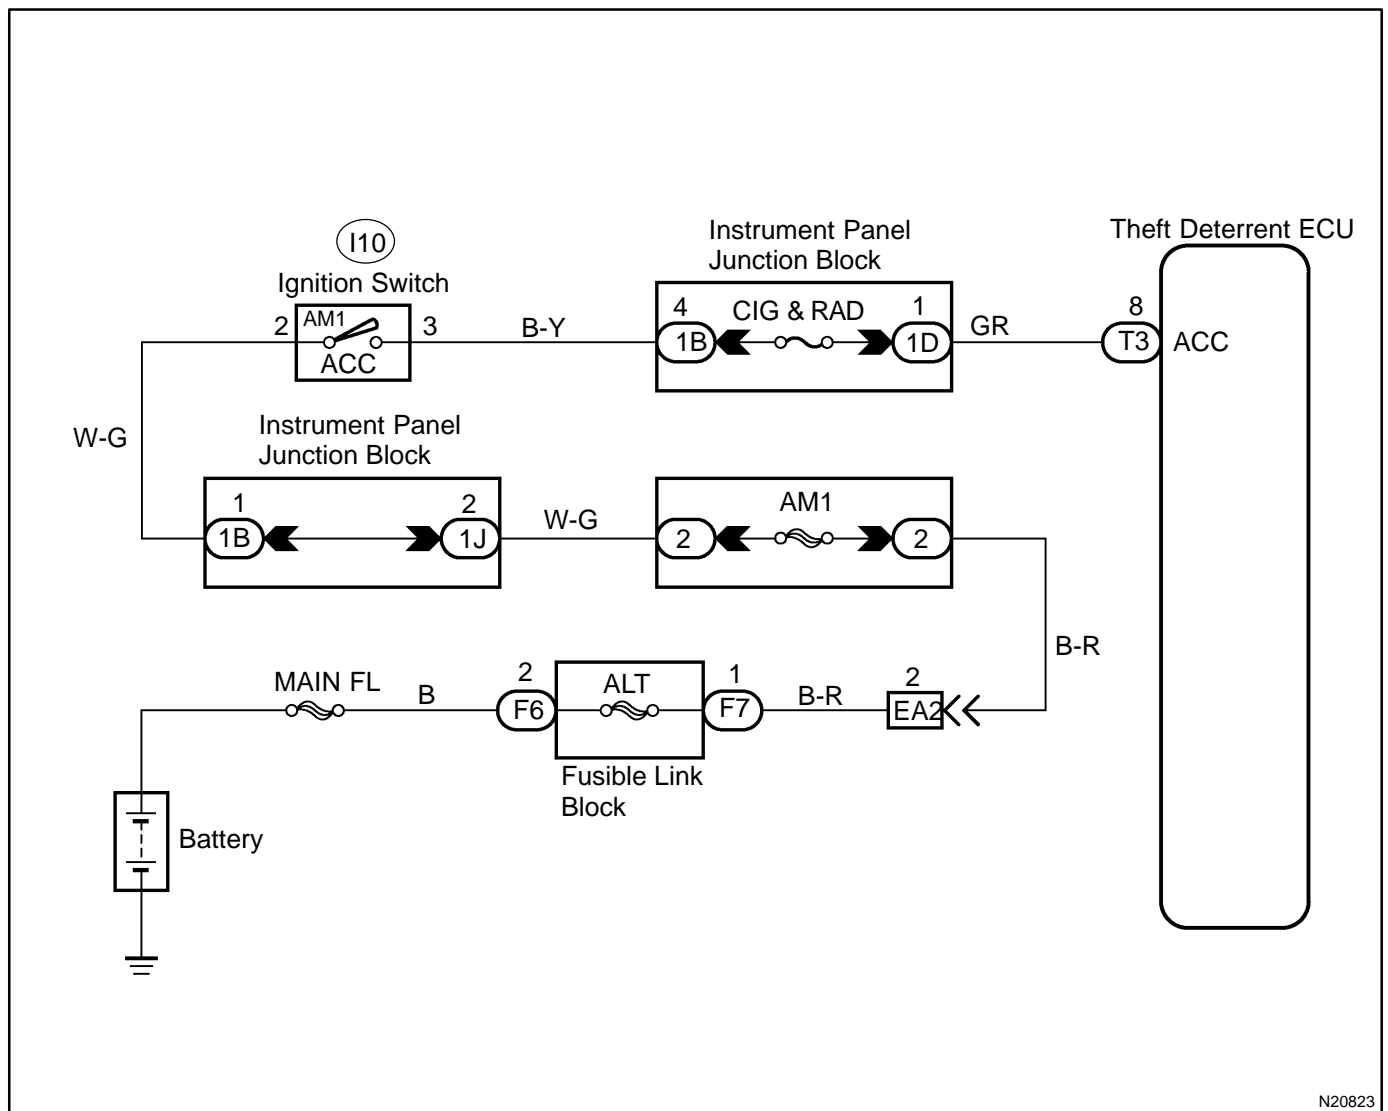 Theft Deterrent ECU
I10
Ignition Switch
Instrument Panel
Junction Block
2
AM1
ACC
3
B-Y
4
1B
CIG & RAD
1
1D
GR
8
T3
ACC
W-G
Instrument Panel
Junction Block
1
1B
2
1J
W-G
AM1
2
2
B-R
MAIN FL
B
2
F6
ALT
1
F7
B-R
2
EA2
Fusible Link
Block
Battery
N20823